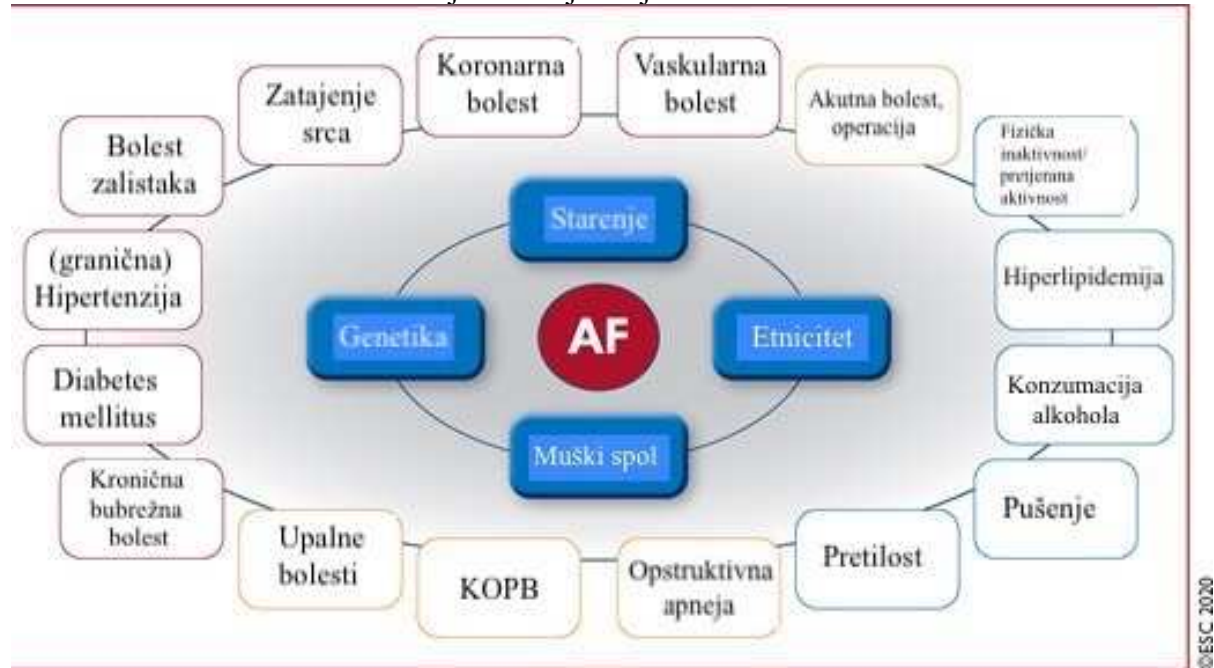 Koronarna
bolest
Vaskularna
bolest
Zatajenje
srca
Akutna bolest,
operacija
Bolest
zalistaka
Fizička
inaktivnost/
pretjerana
aktivnost
(granična)
Hipertenzija
Hiperlipidemija
Diabetes
mellitus
Konzumacija
alkohola
Kronična
bubrežna
bolest
Pušenje
Upalne
bolesti
KOPB
Opstruktivna
apneja
Pretilost
Starenje
Genetika
AF
Etnicitet
Muški spol
©ESC 2020